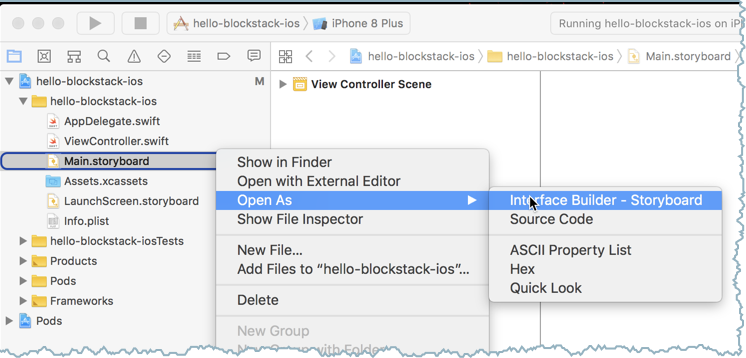 hello-blockstack-ios 〉 iPhone 8 Plus
Running hello-blockstack-ios on iP
hello-blockstack-ios 〉 hello-blockstack-ios 〉 Main.storyboard 〉
hello-blockstack-ios M
hello-blockstack-ios
AppDelegate.swift
ViewController.swift
Main.storyboard
Assets.xcassets
LaunchScreen.storyboard
Info.plist
hello-blockstack-iosTests
Products
Pods
Frameworks
Pods
View Controller Scene
Show in Finder
Open with External Editor
Open As
Show File Inspector
New File...
Add Files to “hello-blockstack-ios”...
Delete
New Group
Interface Builder - Storyboard
Source Code
ASCII Property List
Hex
Quick Look